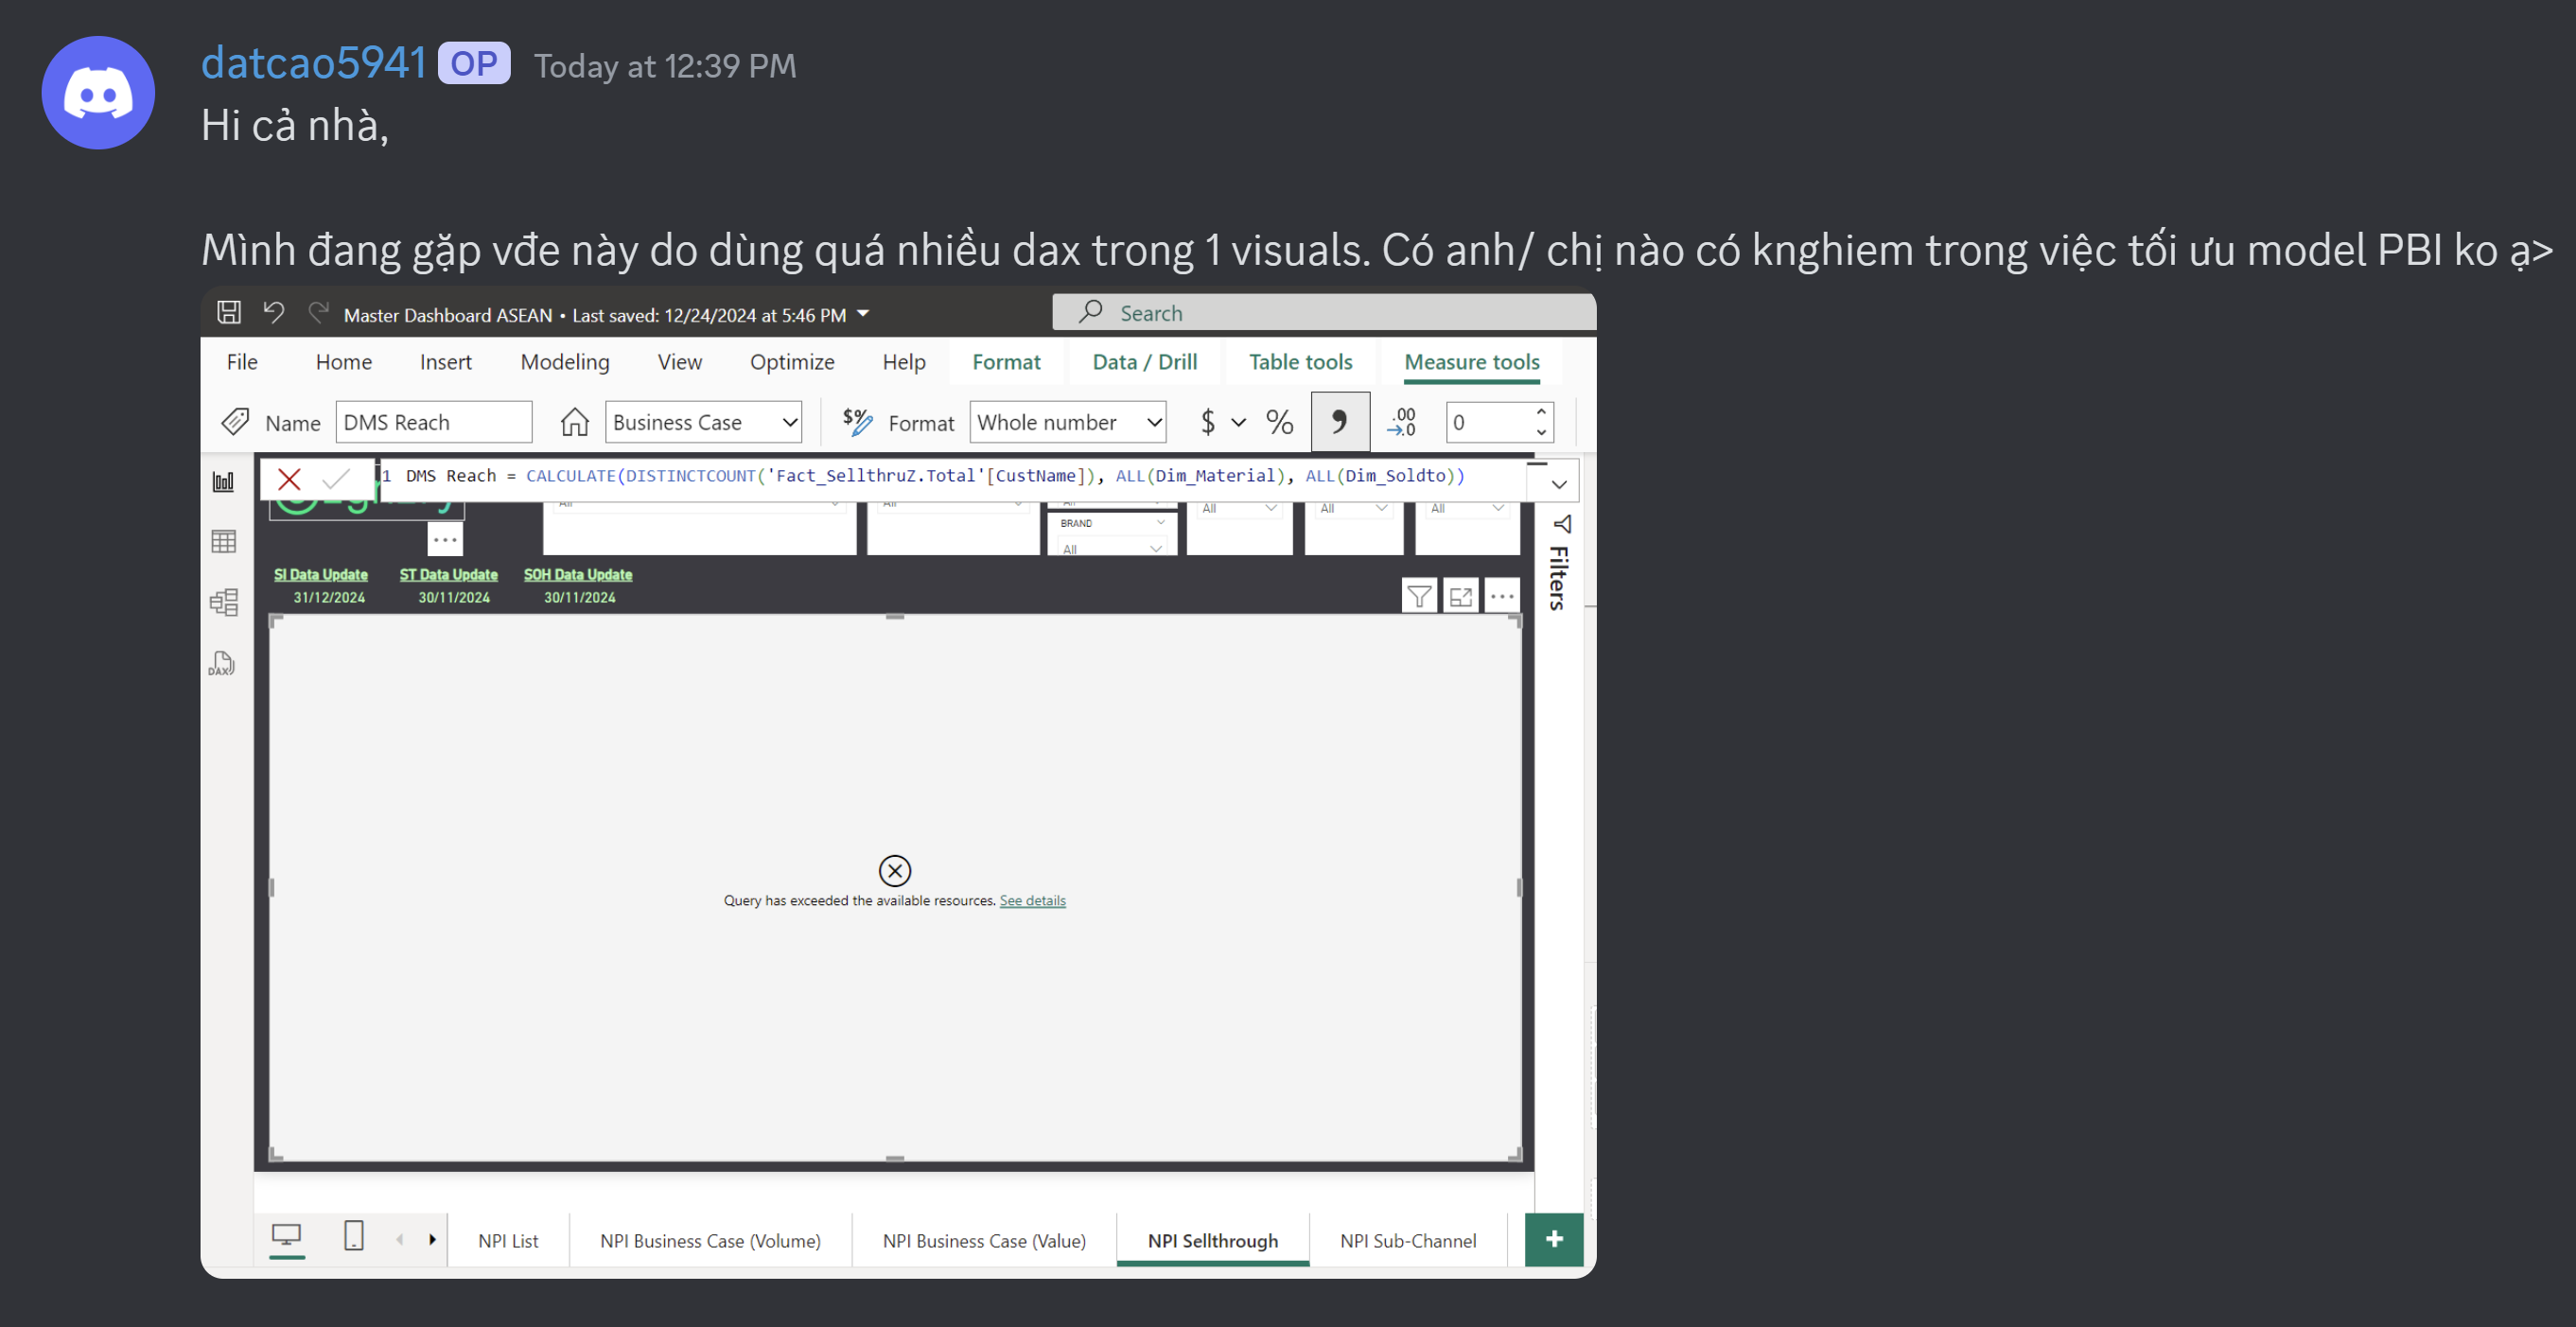 datcao5941 OP Today at 12:39 PM
Hi cả nhà,
Mình đang gặp vđe này do dùng quá nhiều dax trong 1 visuals. Có anh/ chị nào có knghiem trong việc tối ưu model PBI ko ạ>
Master Dashboard ASEAN • Last saved: 12/24/2024 at 5:46 PM
Search
File Home Insert Modeling View Optimize Help Format Data / Drill Table tools Measure tools
Name DMS Reach Business Case $% Format Whole number $ % , .00 →.0 0
1 DMS Reach = CALCULATE(DISTINCTCOUNT('Fact_SellthruZ.Total'[CustName]), ALL(Dim_Material), ALL(Dim_Soldto))
All All All All All All
BRAND
All
Filters
DAX
SI Data Update ST Data Update SOH Data Update
31/12/2024 30/11/2024 30/11/2024
Query has exceeded the available resources. See details
NPI List NPI Business Case (Volume) NPI Business Case (Value) NPI Sellthrough NPI Sub-Channel +